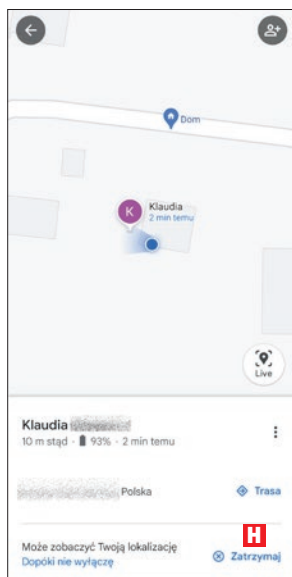 Dom
K
Klaudia
2 min temu
Live
Klaudia
10 m stąd · 93% · 2 min temu
Polska
Trasa
H
Może zobaczyć Twoją lokalizację
Dopóki nie wyłączę
Zatrzymaj